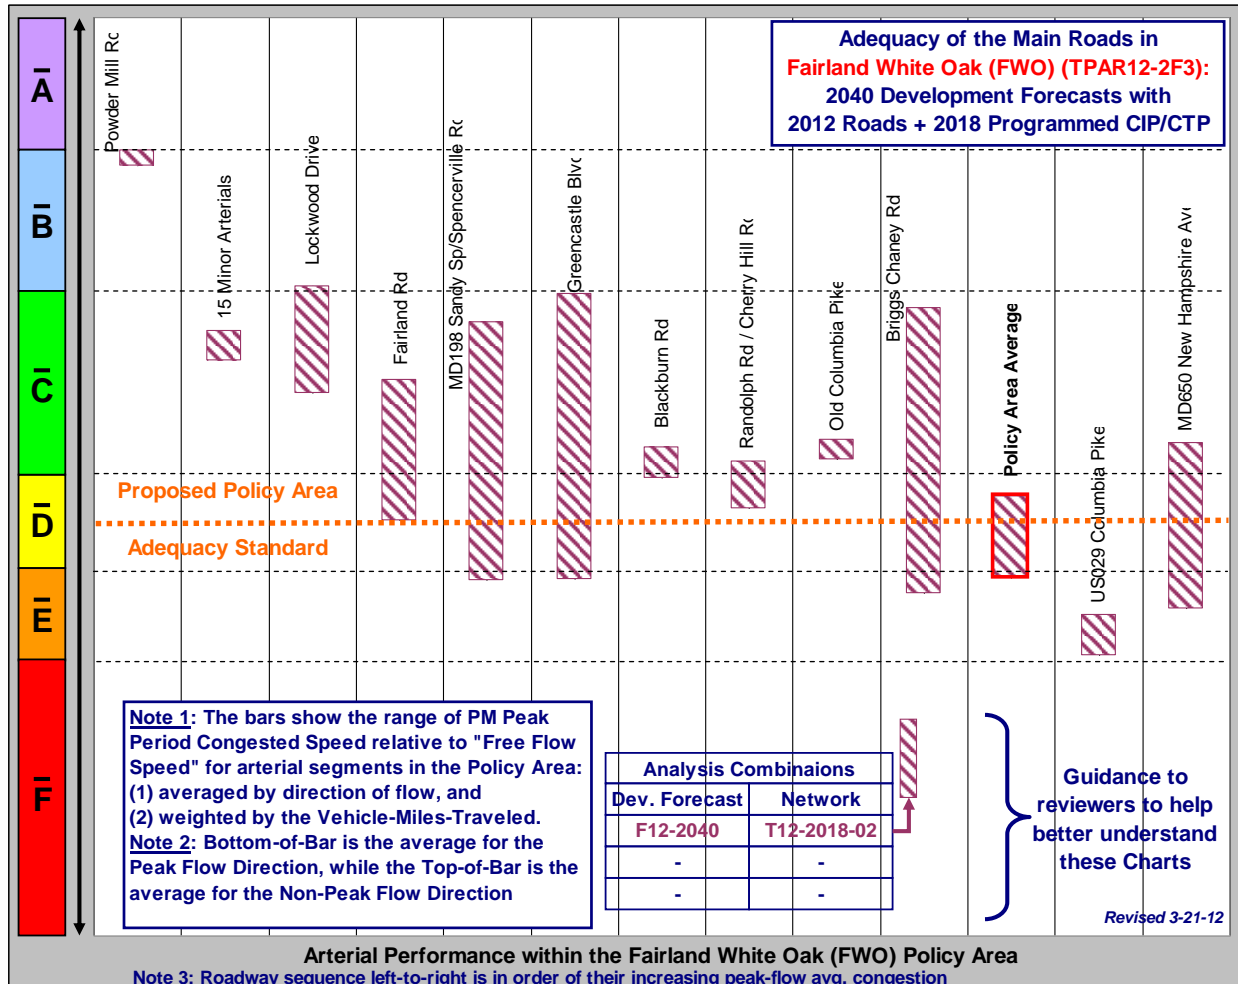 Adequacy of the Main Roads in
Fairland White Oak (FWO) (TPAR12-2F3):
2040 Development Forecasts with
2012 Roads + 2018 Programmed CIP/CTP
A
B
C
D
E
F
Powder Mill Rd
15 Minor Arterials
Lockwood Drive
Fairland Rd
MD198 Sandy Sp/Spencerville Rd
Greencastle Blvd
Blackburn Rd
Randolph Rd / Cherry Hill Rd
Old Columbia Pike
Briggs Chaney Rd
Policy Area Average
US029 Columbia Pike
MD650 New Hampshire Ave
Proposed Policy Area
Adequacy Standard
Note 1: The bars show the range of PM Peak
Period Congested Speed relative to "Free Flow
Speed" for arterial segments in the Policy Area:
(1) averaged by direction of flow, and
(2) weighted by the Vehicle-Miles-Traveled.
Note 2: Bottom-of-Bar is the average for the
Peak Flow Direction, while the Top-of-Bar is the
average for the Non-Peak Flow Direction
Analysis Combinaions
Dev. Forecast Network
F12-2040 T12-2018-02
- -
- -
Guidance to
reviewers to help
better understand
these Charts
Revised 3-21-12
Arterial Performance within the Fairland White Oak (FWO) Policy Area
Note 3: Roadway sequence left-to-right is in order of their increasing peak-flow avg. congestion